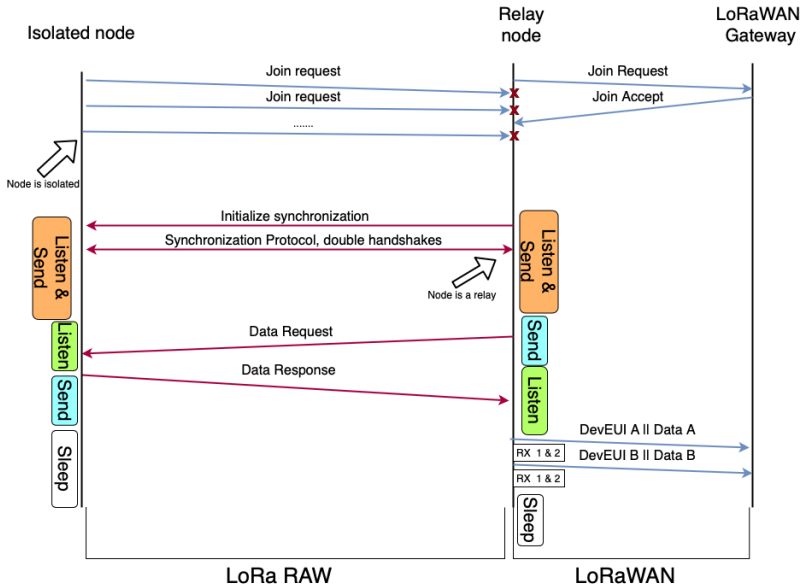 Isolated node
Relay
node
LoRaWAN
Gateway
Join request
Join Request
Join request
Join Accept
.......
x
x
x
Node is isolated
Initialize synchronization
Synchronization Protocol, double handshakes
Listen &
Send
Listen &
Send
Node is a relay
Data Request
Listen
Send
Data Response
Send
Listen
DevEUI A || Data A
RX 1 & 2
DevEUI B || Data B
RX 1 & 2
Sleep
Sleep
LoRa RAW
LoRaWAN